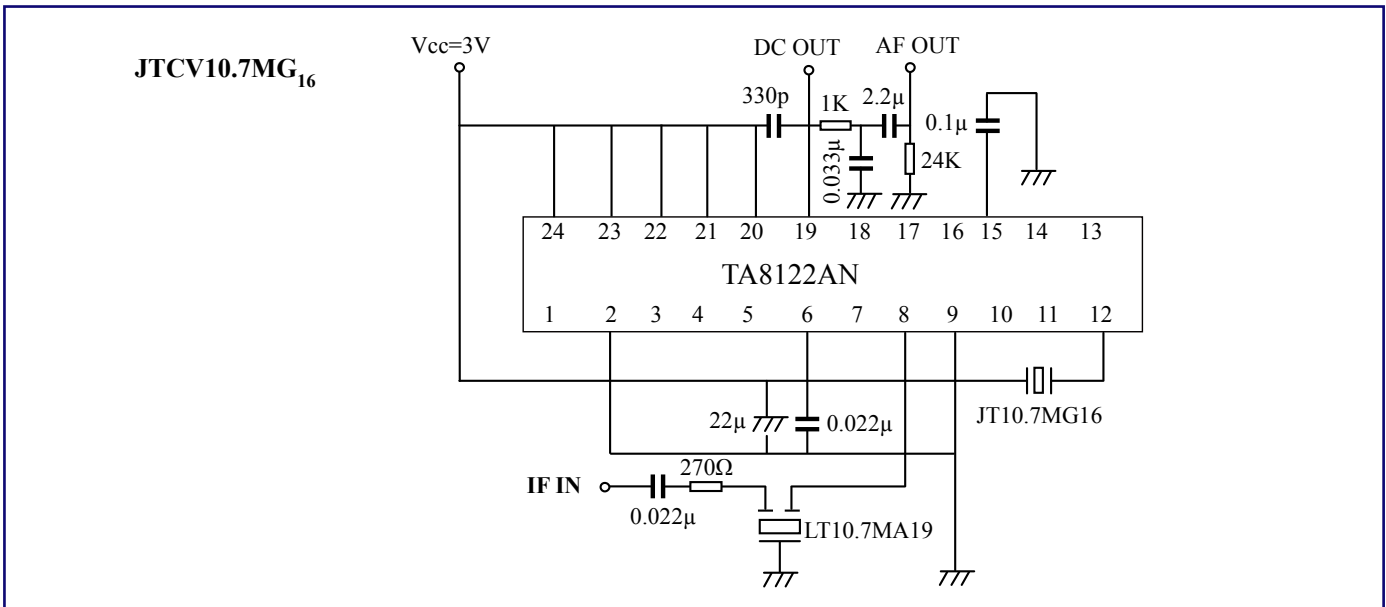 Vcc=3V
DC OUT
AF OUT
JTCV10.7MG16
330p
1K
2.2µ
0.1µ
0.033µ
24K
24 23 22 21 20 19 18 17 16 15 14 13
TA8122AN
1 2 3 4 5 6 7 8 9 10 11 12
22µ
0.022µ
JT10.7MG16
270Ω
IF IN
0.022µ
LT10.7MA19